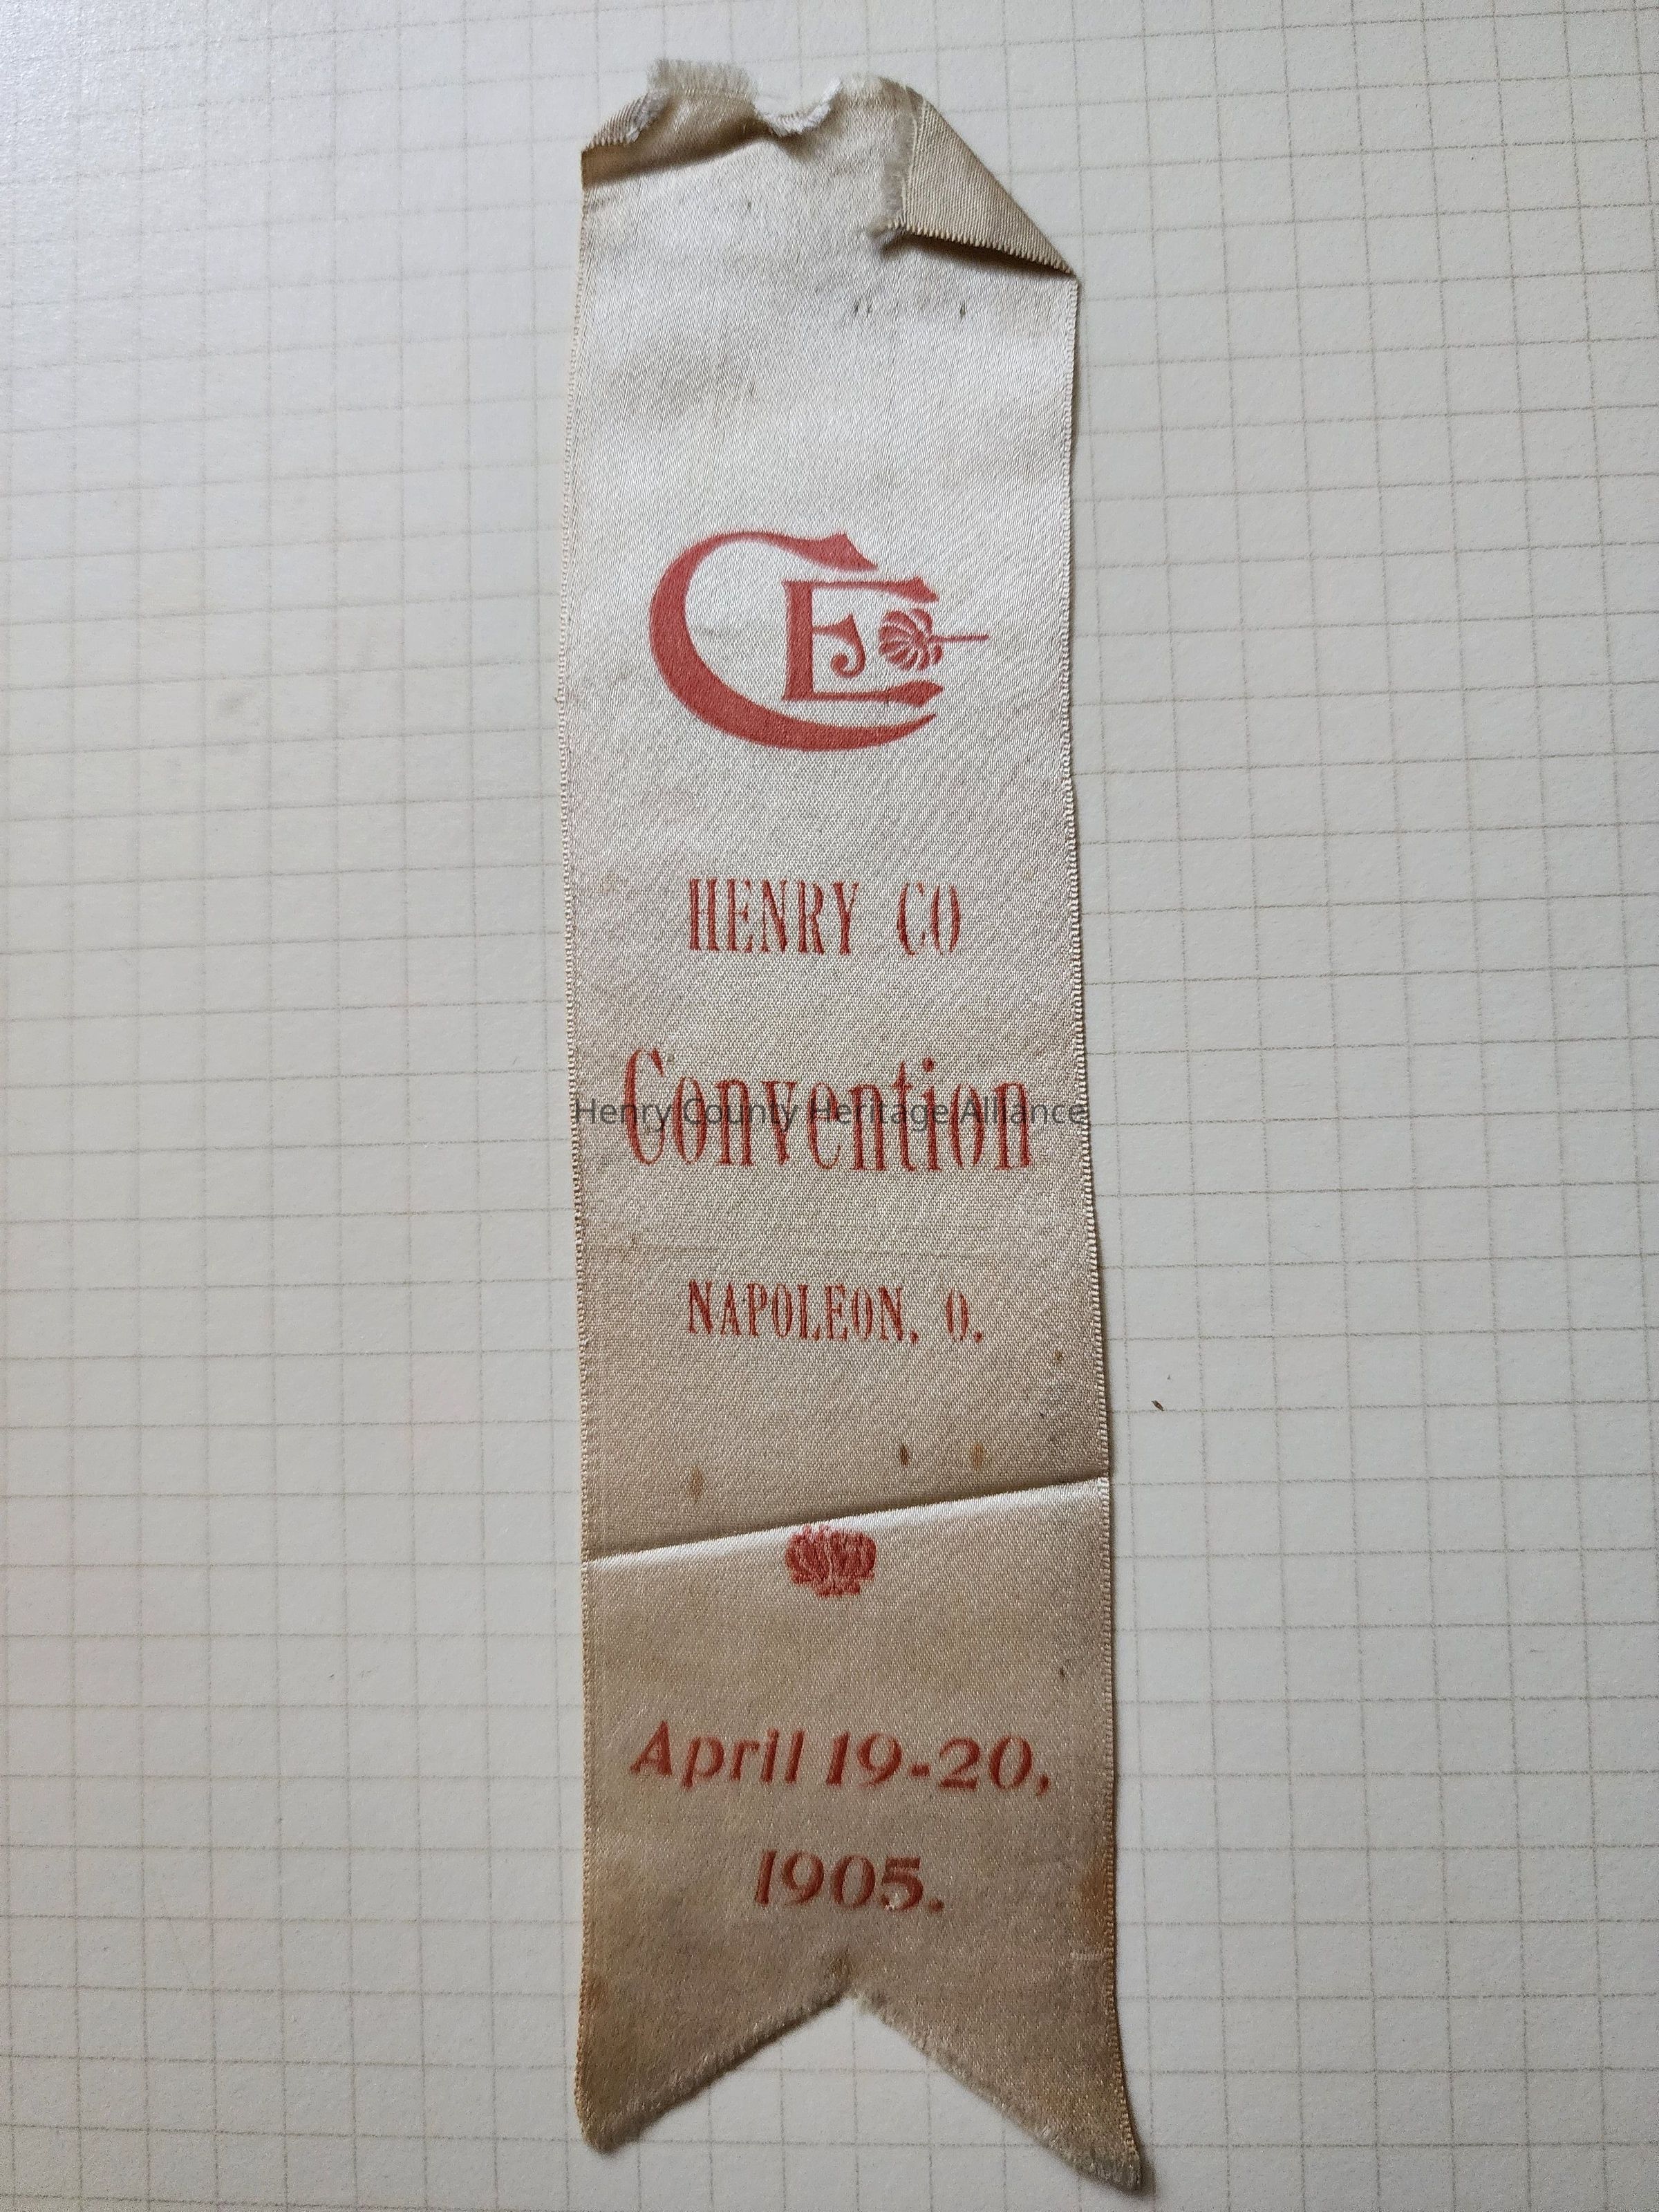 CE
HENRY CO
Convention
Henry County Heritage Alliance
NAPOLEON, O.
April 19-20,
1905.